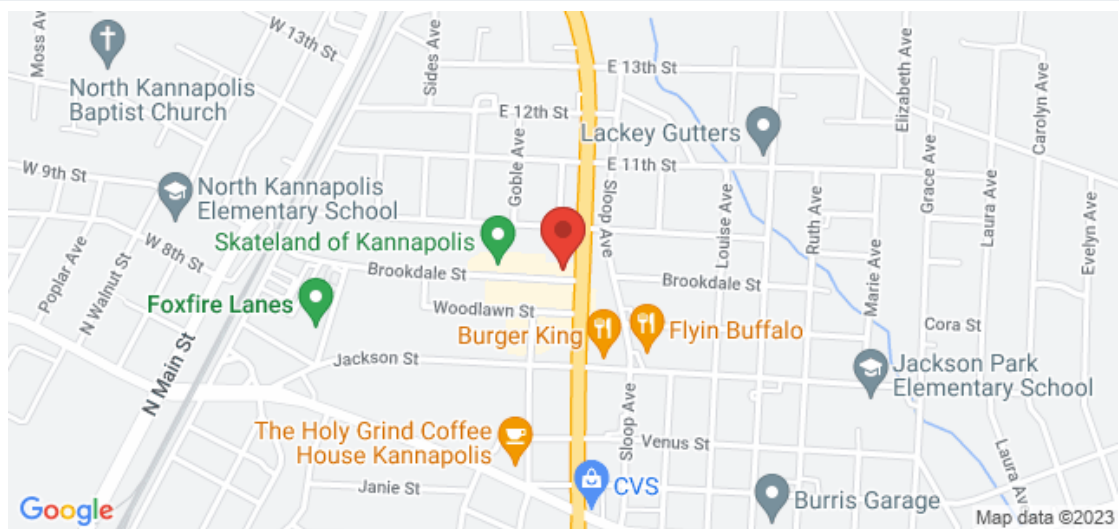 Moss Av
W 13th St
Sides Ave
E 13th St
Elizabeth Ave
Carolyn Ave
North Kannapolis
Baptist Church
E 12th St
Lackey Gutters
Goble Ave
E 11th St
W 9th St
North Kannapolis
Elementary School
Sloop Ave
Louise Ave
Ruth Ave
Grace Ave
Laura Ave
Evelyn Ave
Marie Ave
Skateland of Kannapolis
W 8th St
Poplar Ave
N Walnut St
Brookdale St
Brookdale St
Foxfire Lanes
Woodlawn St
Burger King
Flyin Buffalo
Cora St
N Main St
Jackson St
Jackson Park
Elementary School
Sloop Ave
The Holy Grind Coffee
House Kannapolis
Venus St
Laura Ave
Janie St
CVS
Burris Garage
Google
Map data ©2023